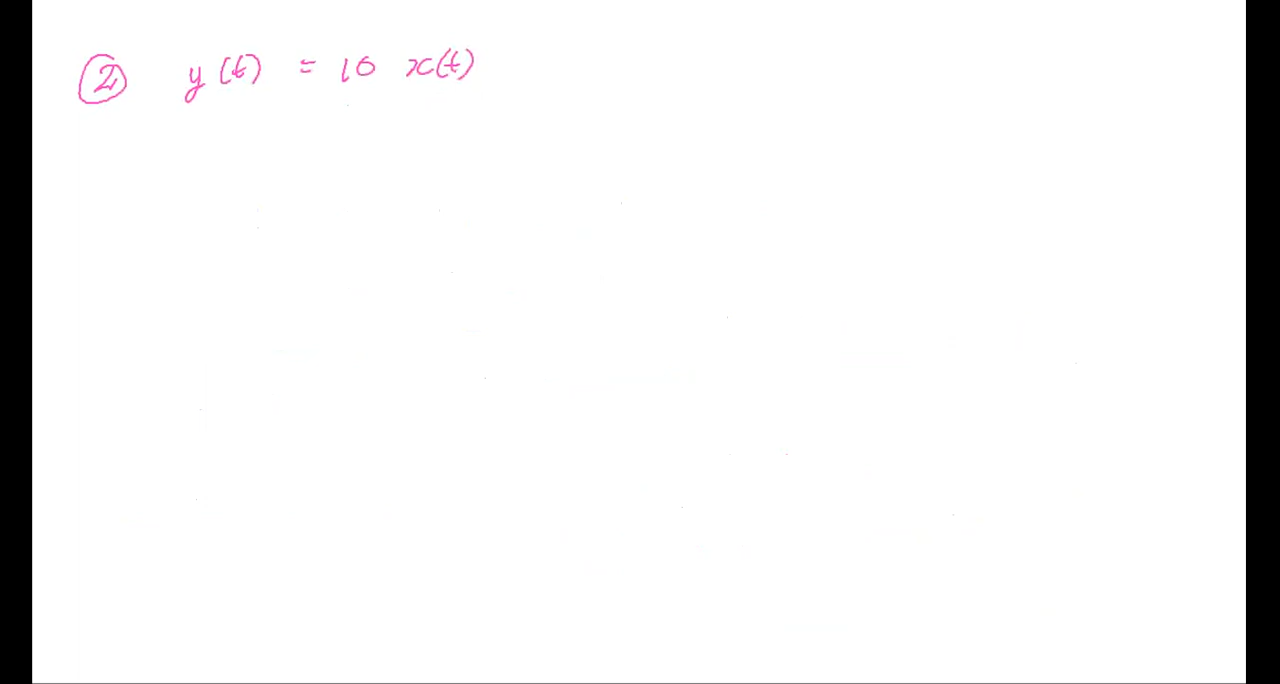 ② y(t) = 10 x(t)